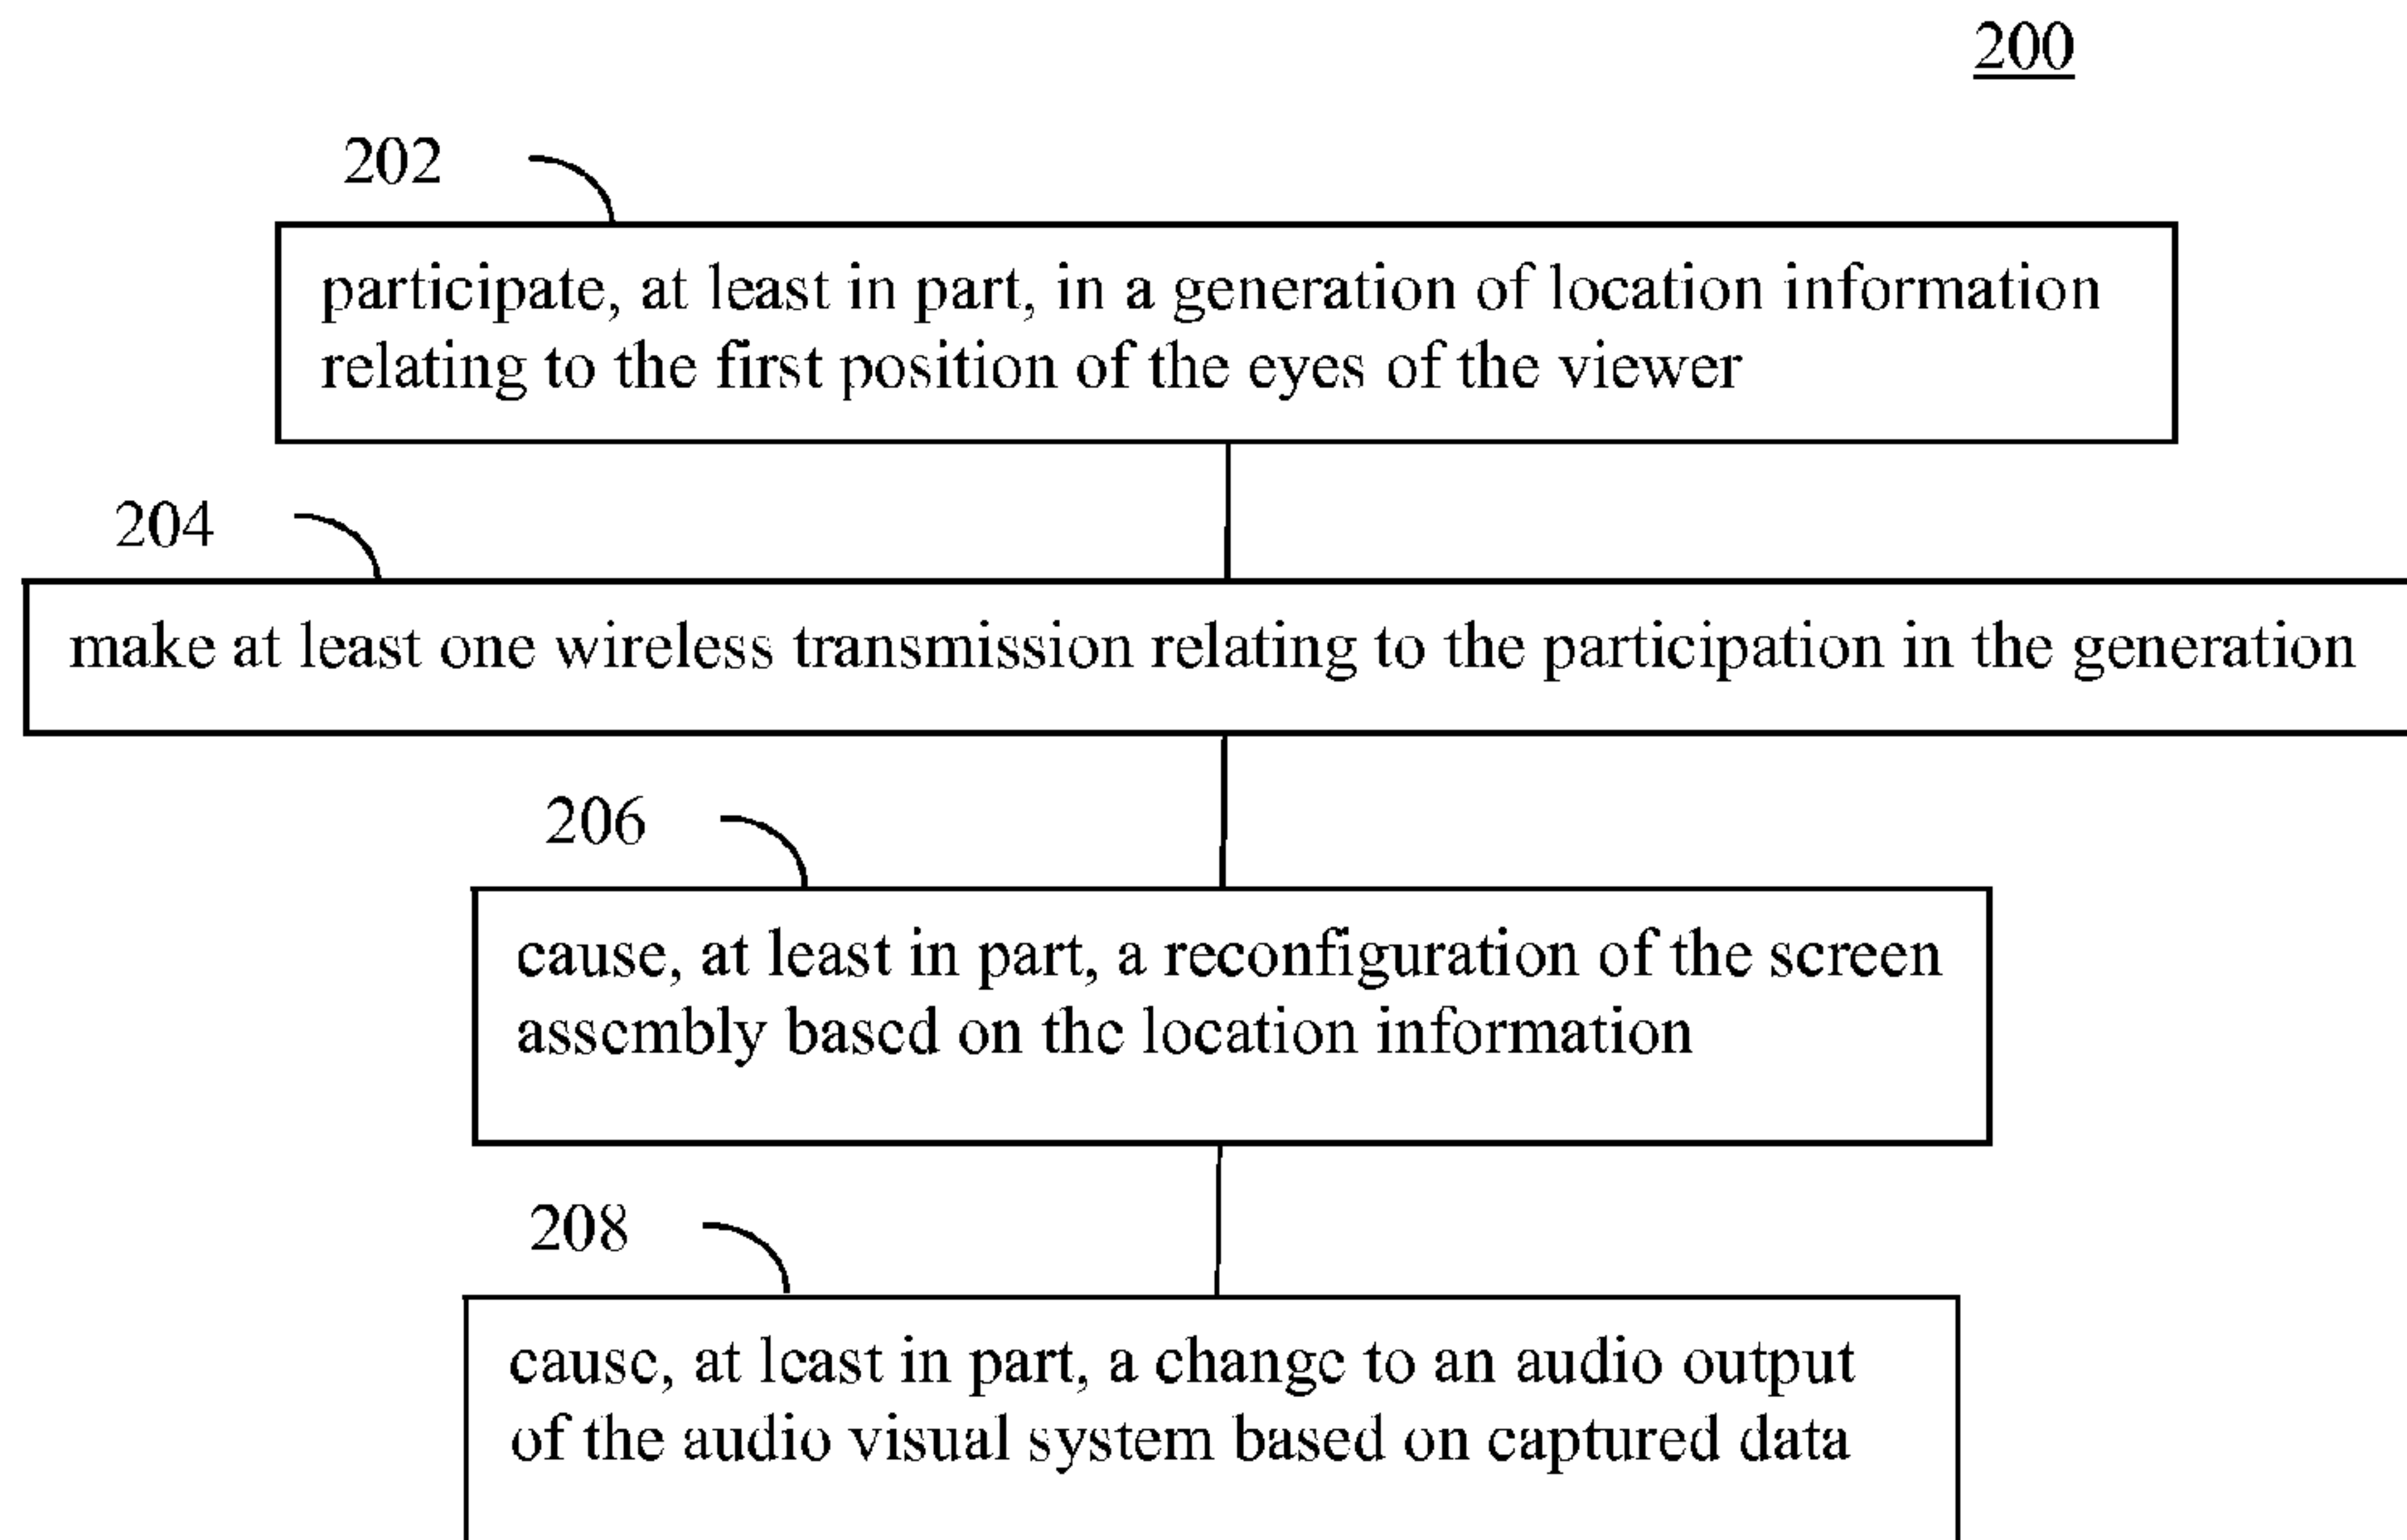 200
202
participate, at least in part, in a generation of location information
relating to the first position of the eyes of the viewer
204
make at least one wireless transmission relating to the participation in the generation
206
cause, at least in part, a reconfiguration of the screen
assembly based on the location information
208
cause, at least in part, a change to an audio output
of the audio visual system based on captured data